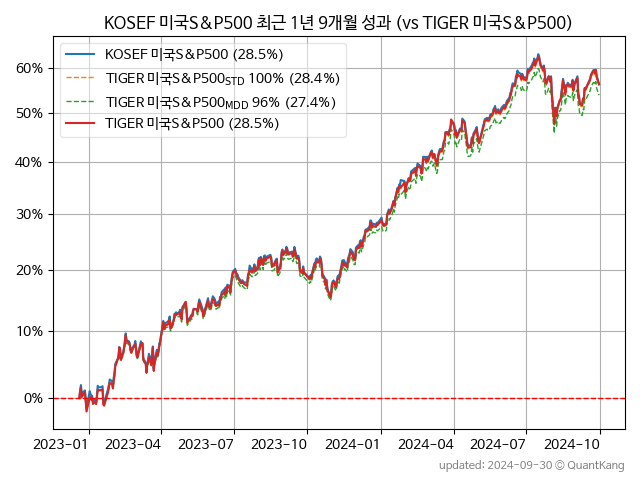 KOSEF 미국S&P500 최근 1년 9개월 성과 (vs TIGER 미국S&P500)
KOSEF 미국S&P500 (28.5%)
TIGER 미국S&P500STD 100% (28.4%)
TIGER 미국S&P500MDD 96% (27.4%)
TIGER 미국S&P500 (28.5%)
60%
50%
40%
30%
20%
10%
0%
2023-01 2023-04 2023-07 2023-10 2024-01 2024-04 2024-07 2024-10
updated: 2024-09-30 © QuantKang